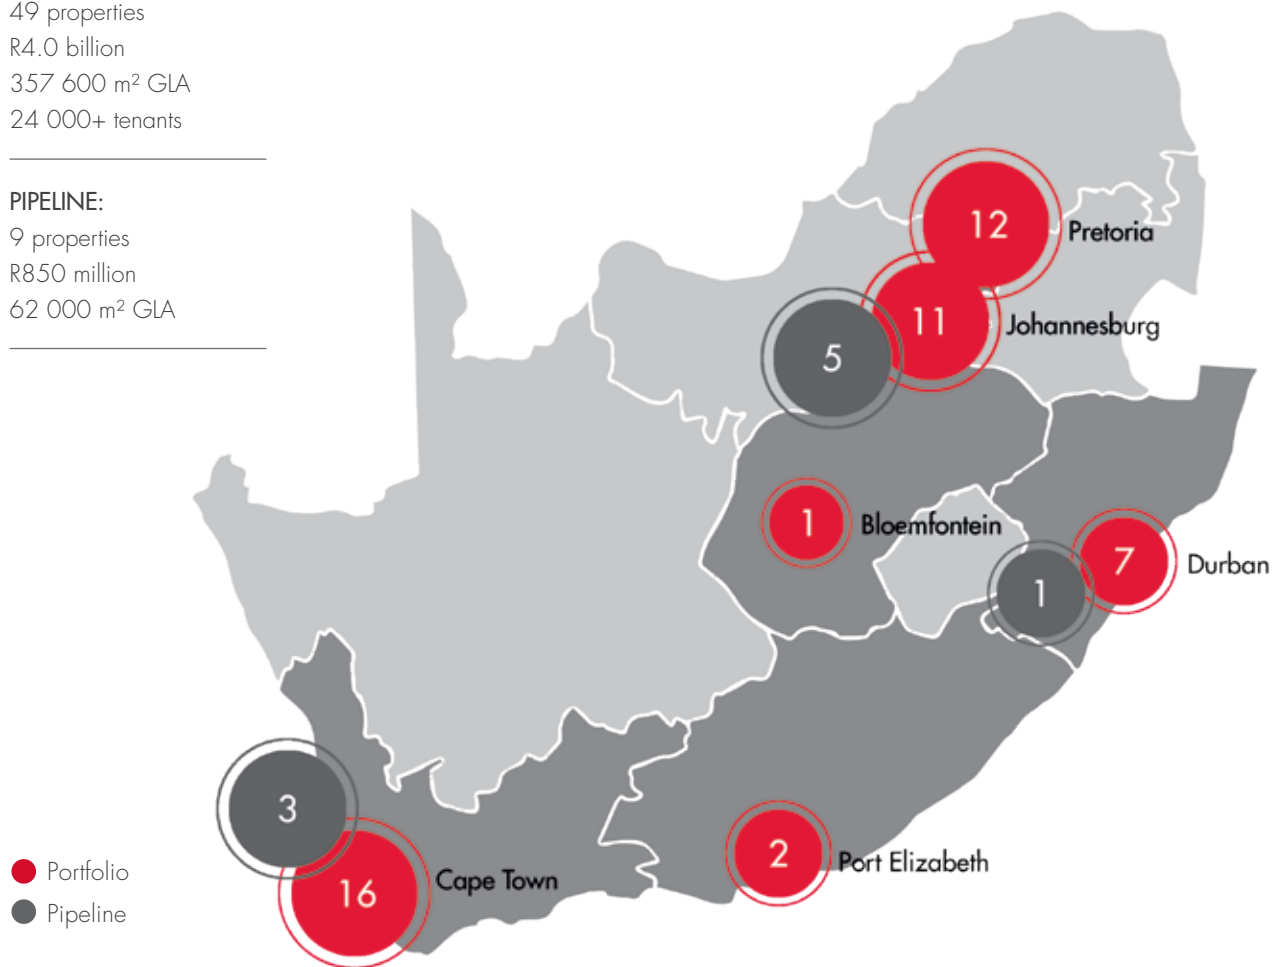 49 properties
R4.0 billion
357 600 m² GLA
24 000+ tenants
PIPELINE:
9 properties
R850 million
62 000 m² GLA
12
Pretoria
11
Johannesburg
5
1
Bloemfontein
7
Durban
1
3
16
Cape Town
2
Port Elizabeth
Portfolio
Pipeline